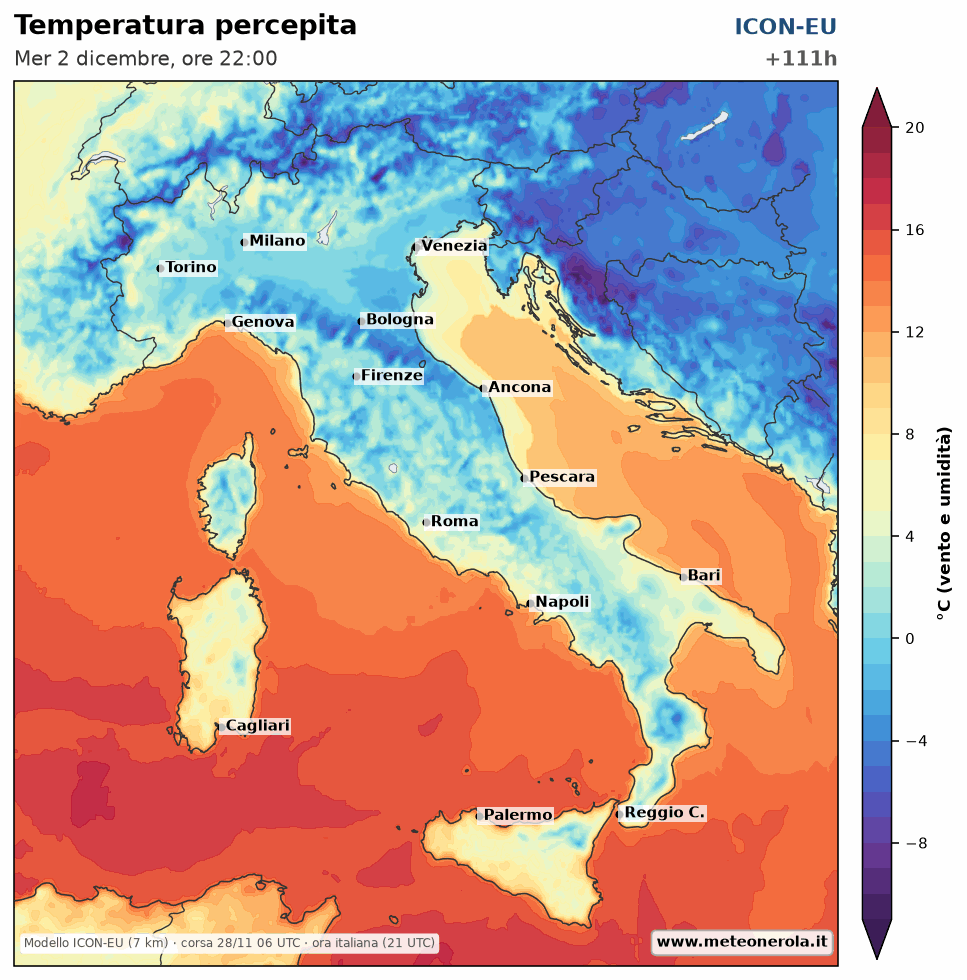 Temperatura percepita
ICON-EU
Mer 2 dicembre, ore 22:00
+111h
20
16
12
8
4
0
−4
−8
°C (vento e umidità)
Milano
Venezia
Torino
Genova
Bologna
Firenze
Ancona
Pescara
Roma
Bari
Napoli
Cagliari
Palermo
Reggio C.
Modello ICON-EU (7 km) · corsa 28/11 06 UTC · ora italiana (21 UTC)
www.meteonerola.it